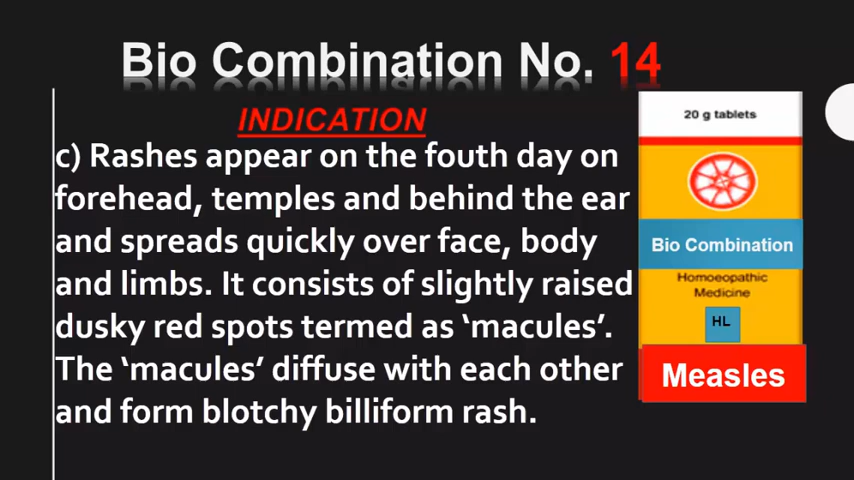 Bio Combination No. 14
INDICATION
c) Rashes appear on the fouth day on
forehead, temples and behind the ear
and spreads quickly over face, body
and limbs. It consists of slightly raised
dusky red spots termed as ‘macules’.
The ‘macules’ diffuse with each other
and form blotchy billiform rash.
20 g tablets
Bio Combination
Homoeopathic
Medicine
HL
Measles